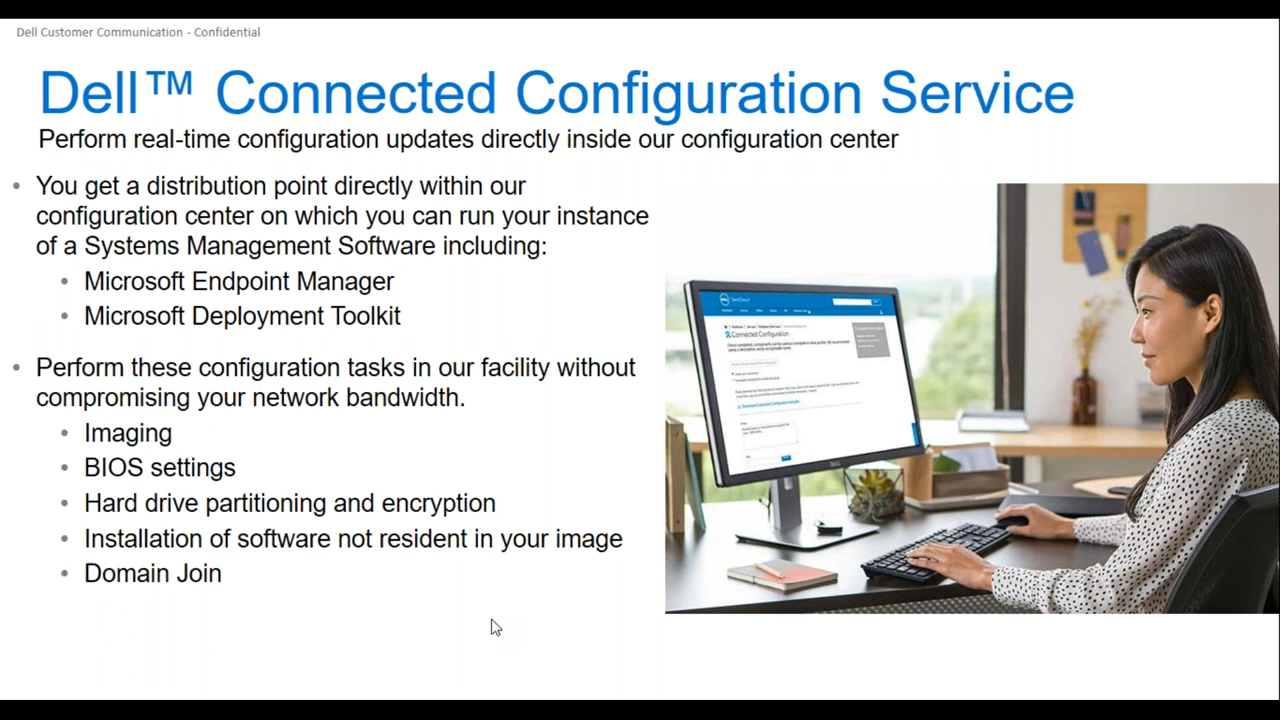 Dell Customer Communication - Confidential
Dell™ Connected Configuration Service
Perform real-time configuration updates directly inside our configuration center
• You get a distribution point directly within our
configuration center on which you can run your instance
of a Systems Management Software including:
• Microsoft Endpoint Manager
• Microsoft Deployment Toolkit
• Perform these configuration tasks in our facility without
compromising your network bandwidth.
• Imaging
• BIOS settings
• Hard drive partitioning and encryption
• Installation of software not resident in your image
• Domain Join
TechDirect
Connected Configuration